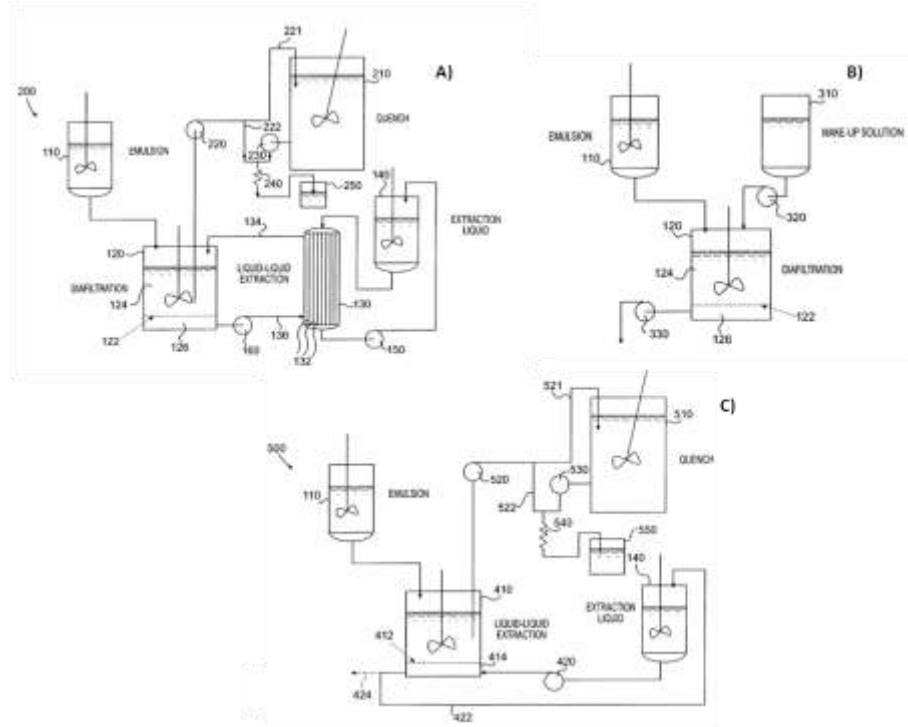 221
A)
210
200
222
QUENCH
220
230
110
EMULSION
240
250
140
134
EXTRACTION
LIQUID
120
LIQUID-LIQUID
EXTRACTION
DIAFILTRATION
124
130
122
126
160
136
132
150
B)
310
EMULSION
110
MAKE-UP SOLUTION
320
120
124
DIAFILTRATION
330
126
122
521
C)
510
500
520
530
QUENCH
110
EMULSION
522
540
550
140
410
EXTRACTION
LIQUID
LIQUID-LIQUID
EXTRACTION
412
414
420
424
422